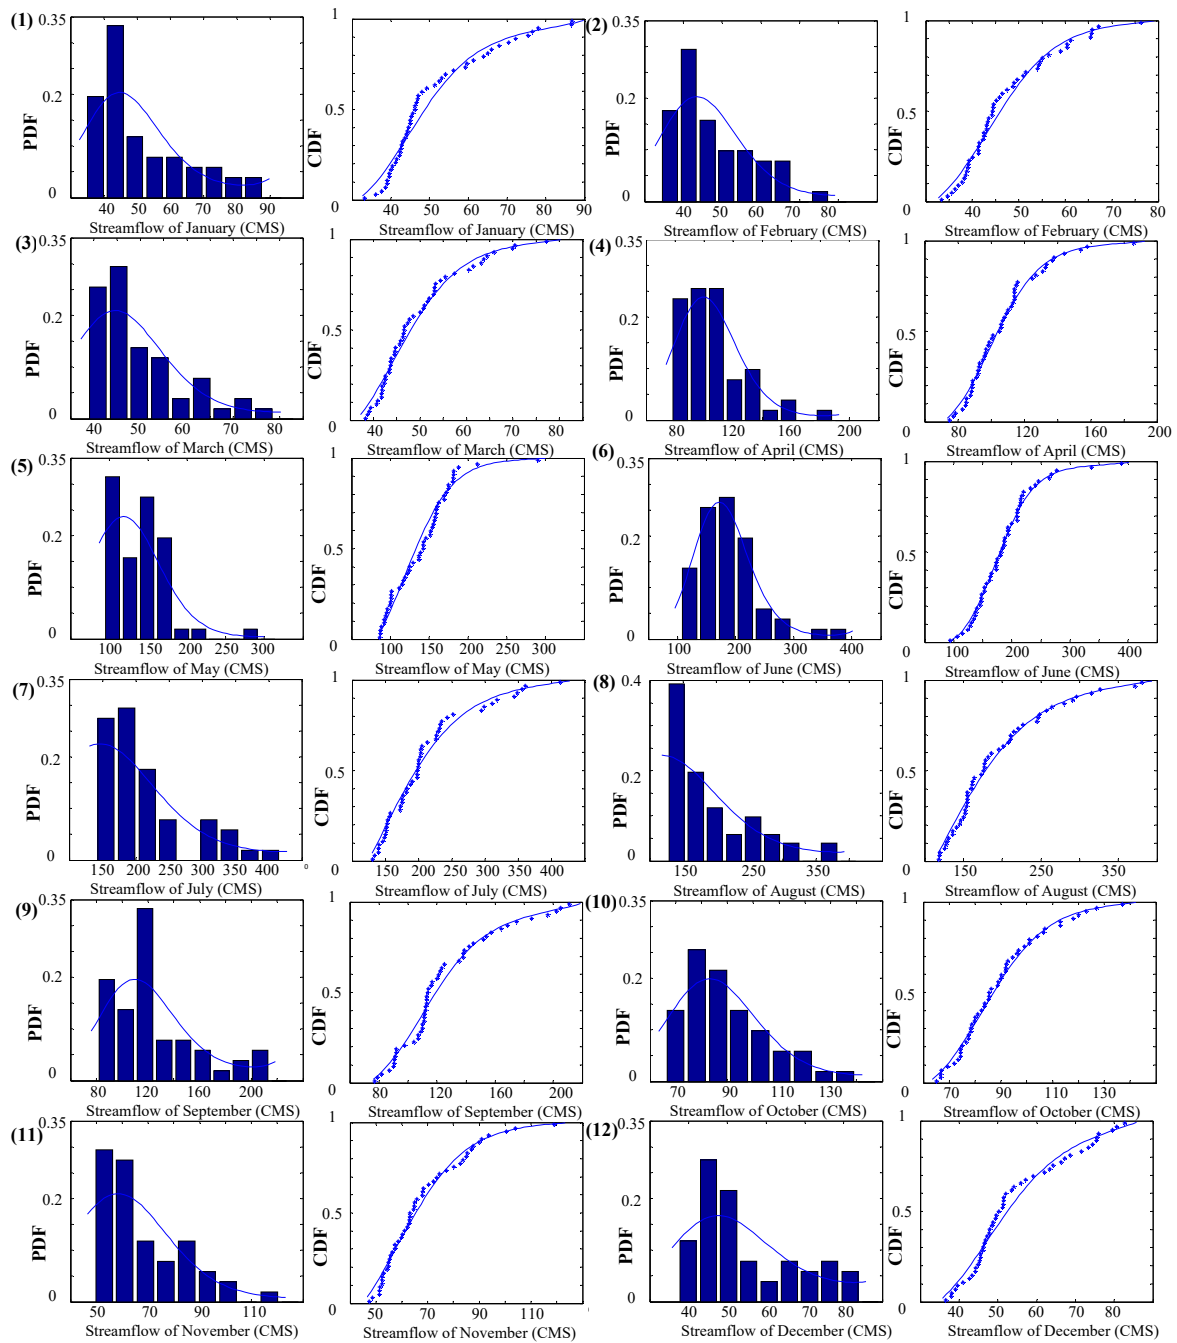 (1)
0.35
0.2
0
PDF
40 50 60 70 80 90
Streamflow of January (CMS)
1
0.5
0
CDF
40 50 60 70 80 90
Streamflow of January (CMS)
(2)
0.35
0.2
0
PDF
40 50 60 70 80
Streamflow of February (CMS)
1
0.5
0
CDF
40 50 60 70 80
Streamflow of February (CMS)
(3)
0.35
0.2
0
PDF
40 50 60 70 80
Streamflow of March (CMS)
1
0.5
0
CDF
40 50 60 70 80
Streamflow of March (CMS)
(4)
0.35
0.2
0
PDF
80 120 160 200
Streamflow of April (CMS)
1
0.5
0
CDF
80 120 160 200
Streamflow of April (CMS)
(5)
0.35
0.2
0
PDF
100 150 200 250 300
Streamflow of May (CMS)
1
0.5
0
CDF
100 150 200 250 300
Streamflow of May (CMS)
(6)
0.35
0.2
0
PDF
100 200 300 400
Streamflow of June (CMS)
1
0.5
0
CDF
100 200 300 400
Streamflow of June (CMS)
(7)
0.35
0.2
0
PDF
150 200 250 300 350 400
0
Streamflow of July (CMS)
1
0.5
0
CDF
150 200 250 300 350 400
Streamflow of July (CMS)
(8)
0.4
0.2
0
PDF
150 250 350
Streamflow of August (CMS)
1
0.5
0
CDF
150 250 350
Streamflow of August (CMS)
(9)
0.35
0.2
0
PDF
80 120 160 200
Streamflow of September (CMS)
1
0.5
0
CDF
80 120 160 200
Streamflow of September (CMS)
(10)
0.35
0.2
0
PDF
70 90 110 130
Streamflow of October (CMS)
1
0.5
0
CDF
70 90 110 130
Streamflow of October (CMS)
(11)
0.35
0.2
0
PDF
50 70 90 110
Streamflow of November (CMS)
1
0.5
0
CDF
50 70 90 110 130
Streamflow of November (CMS)
(12)
0.35
0.2
0
PDF
40 50 60 70 80
Streamflow of December (CMS)
1
0.5
0
CDF
40 50 60 70 80
Streamflow of December (CMS)